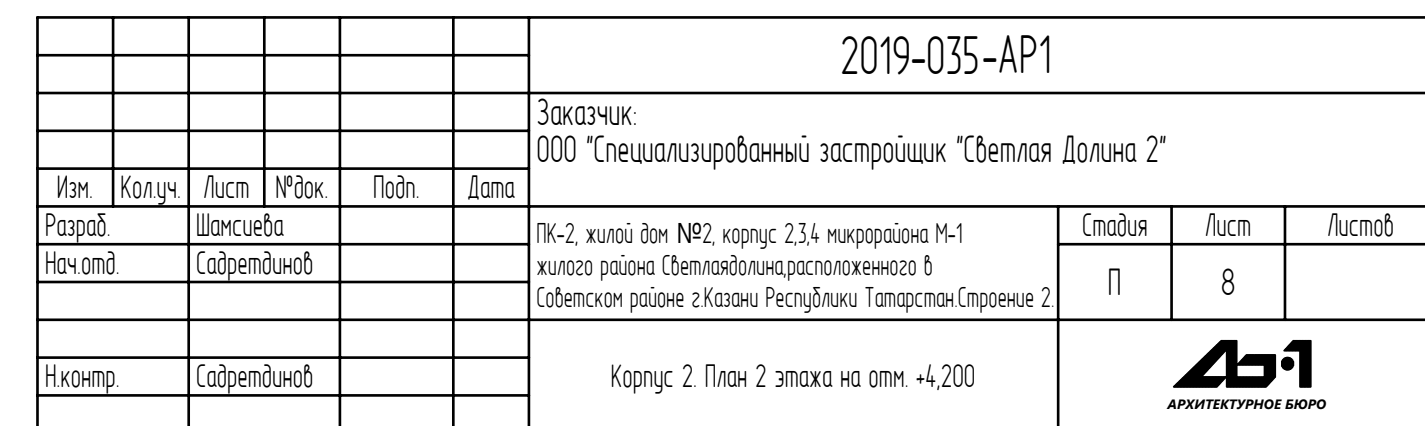 2019-035-АР1
Заказчик:
ООО "Специализированный застройщик "Светлая Долина 2"
Изм. Кол.уч. Лист №док. Подп. Дата
Разраб. Шамсиева
Нач.отд. Садретдинов
ПК-2, жилой дом №2, корпус 2,3,4 микрорайона М-1
жилого района Светлаядолина,расположенного в
Советском районе г.Казани Республики Татарстан.Строение 2.
Стадия Лист Листов
П 8
Н.контр. Садретдинов
Корпус 2. План 2 этажа на отм. +4,200
АР•1
АРХИТЕКТУРНОЕ БЮРО